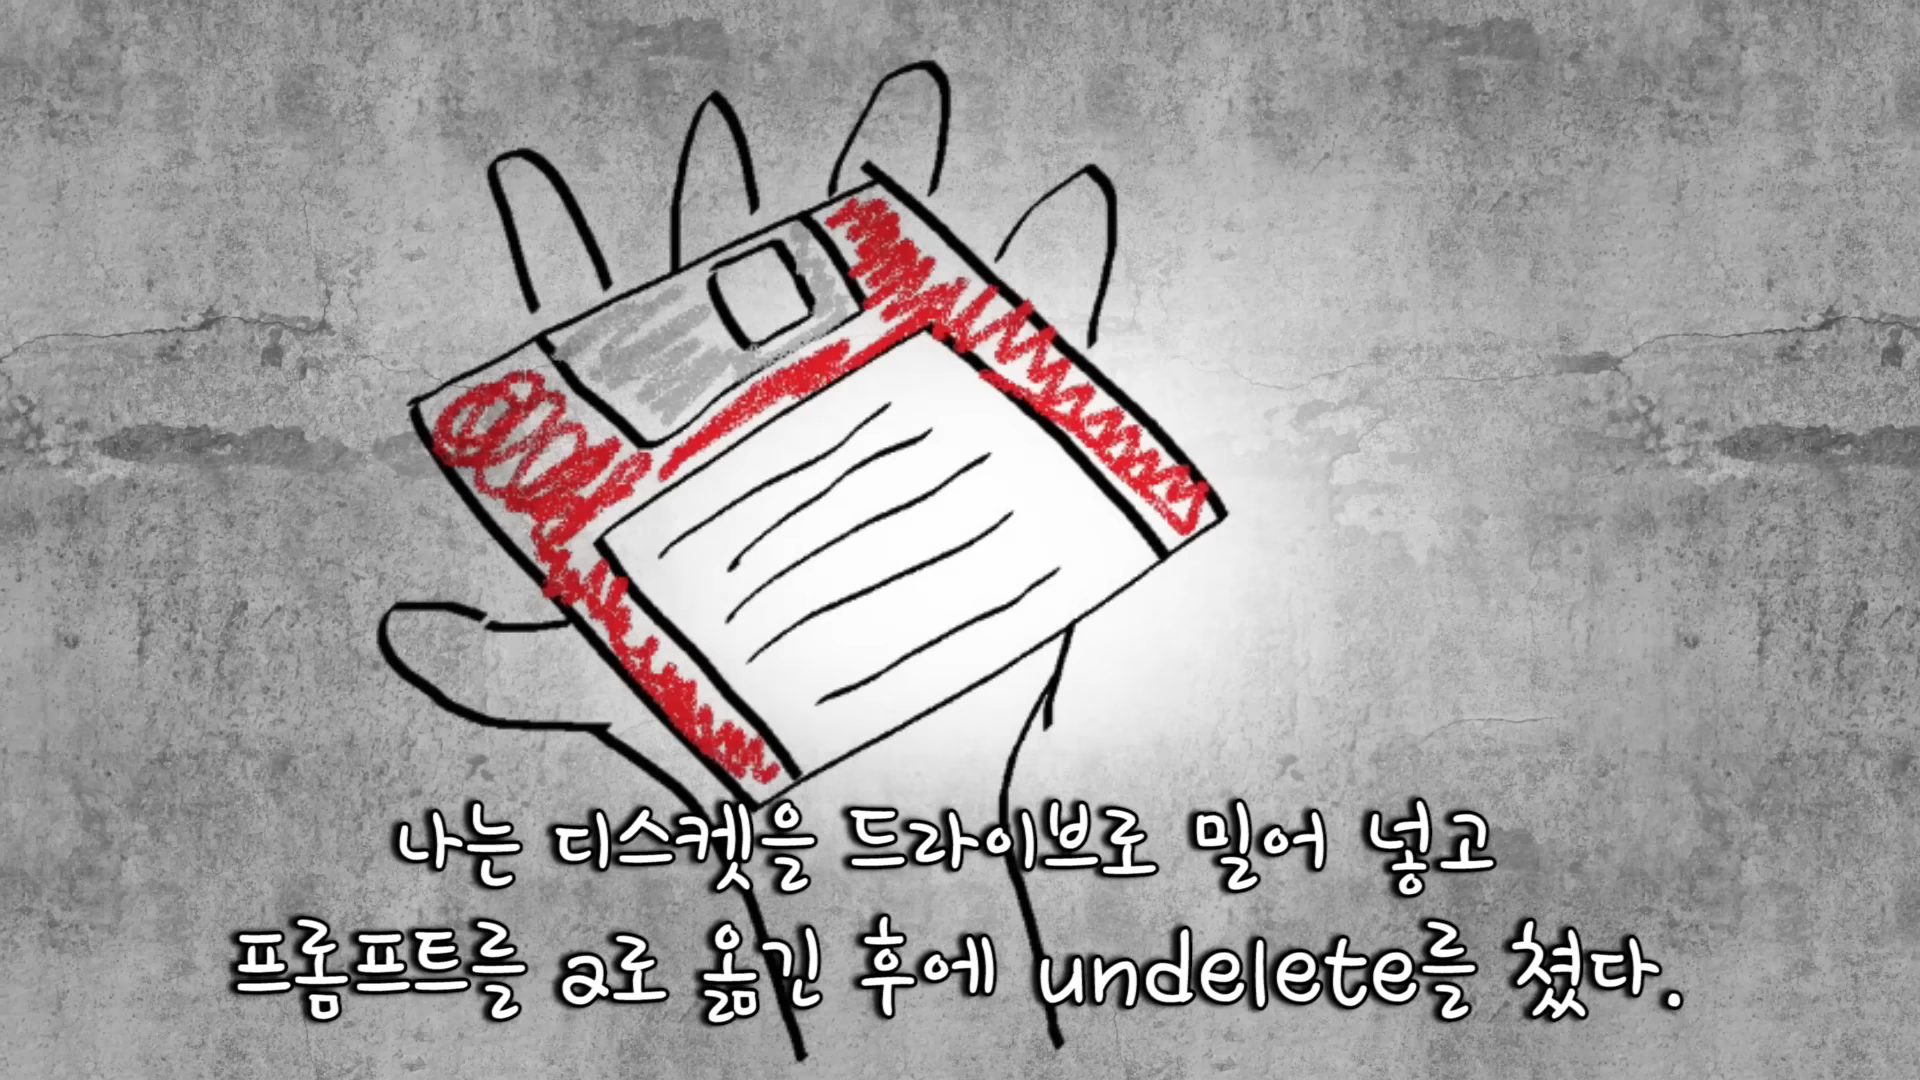 나는 디스켓을 드라이브로 밀어 넣고
프롬프트를 a로 옮긴 후에 undelete를 쳤다.